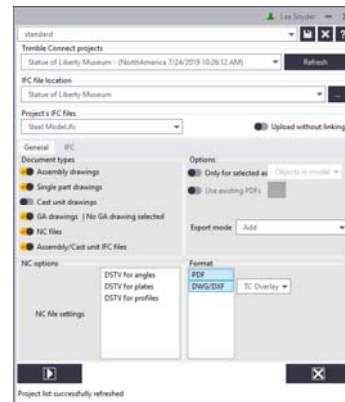 Lee Snyder
standard
?
Trimble Connect projects
Statue of Liberty Museum - (NorthAmerica 7/24/2019 10:26:12 AM)
Refresh
IFC file location
Statue of Liberty Museum
...
Project's IFC files
Steel Model.ifc
Upload without linking
General
IFC
Document types
Assembly drawings
Single part drawings
Cast unit drawings
GA drawings | No GA drawing selected
NC files
Assembly/Cast unit IFC files
Options
Only for selected as
Objects in model
Use existing PDFs
Export mode
Add
NC options
NC file settings
DSTV for angles
DSTV for plates
DSTV for profiles
Format
PDF
DWG/DXF
TC Overlay
Project list successfully refreshed